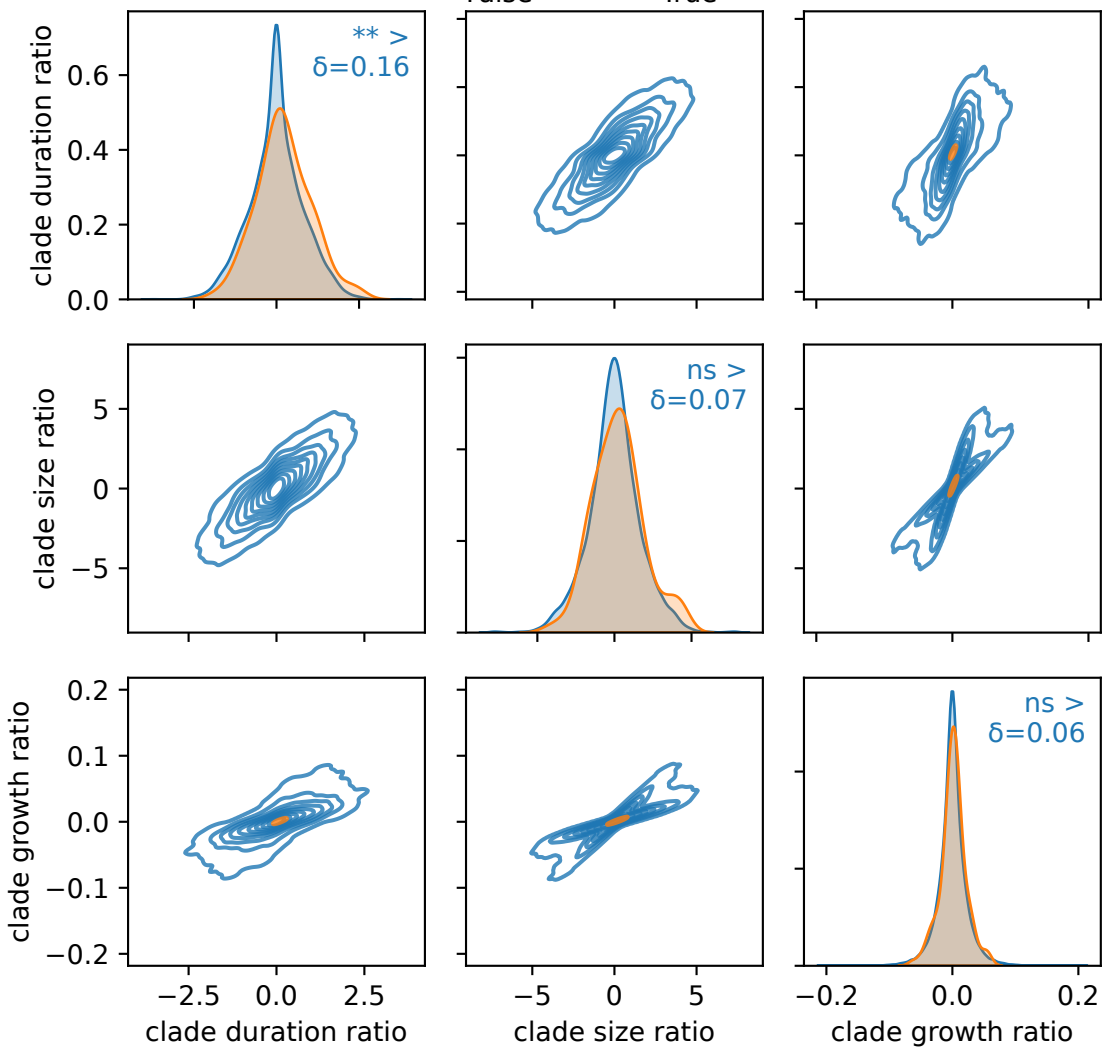 clade duration ratio
0.6
0.4
0.2
0.0
** >
δ=0.16
clade size ratio
5
0
−5
ns >
δ=0.07
clade growth ratio
0.2
0.1
0.0
−0.1
−0.2
ns >
δ=0.06
−2.5 0.0 2.5
−5 0 5
−0.2 0.0 0.2
clade duration ratio
clade size ratio
clade growth ratio